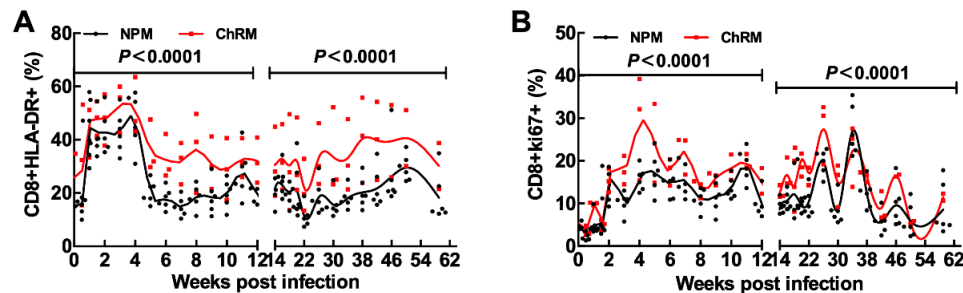 A
NPM ChRM
P<0.0001 P<0.0001
CD8+HLA-DR+ (%)
80
60
40
20
0
0 2 4 6 8 10 12 14 22 30 38 46 54 62
Weeks post infection
B
NPM ChRM
P<0.0001 P<0.0001
CD8+ki67+ (%)
50
40
30
20
10
0
0 2 4 6 8 10 12 14 22 30 38 46 54 62
Weeks post infection